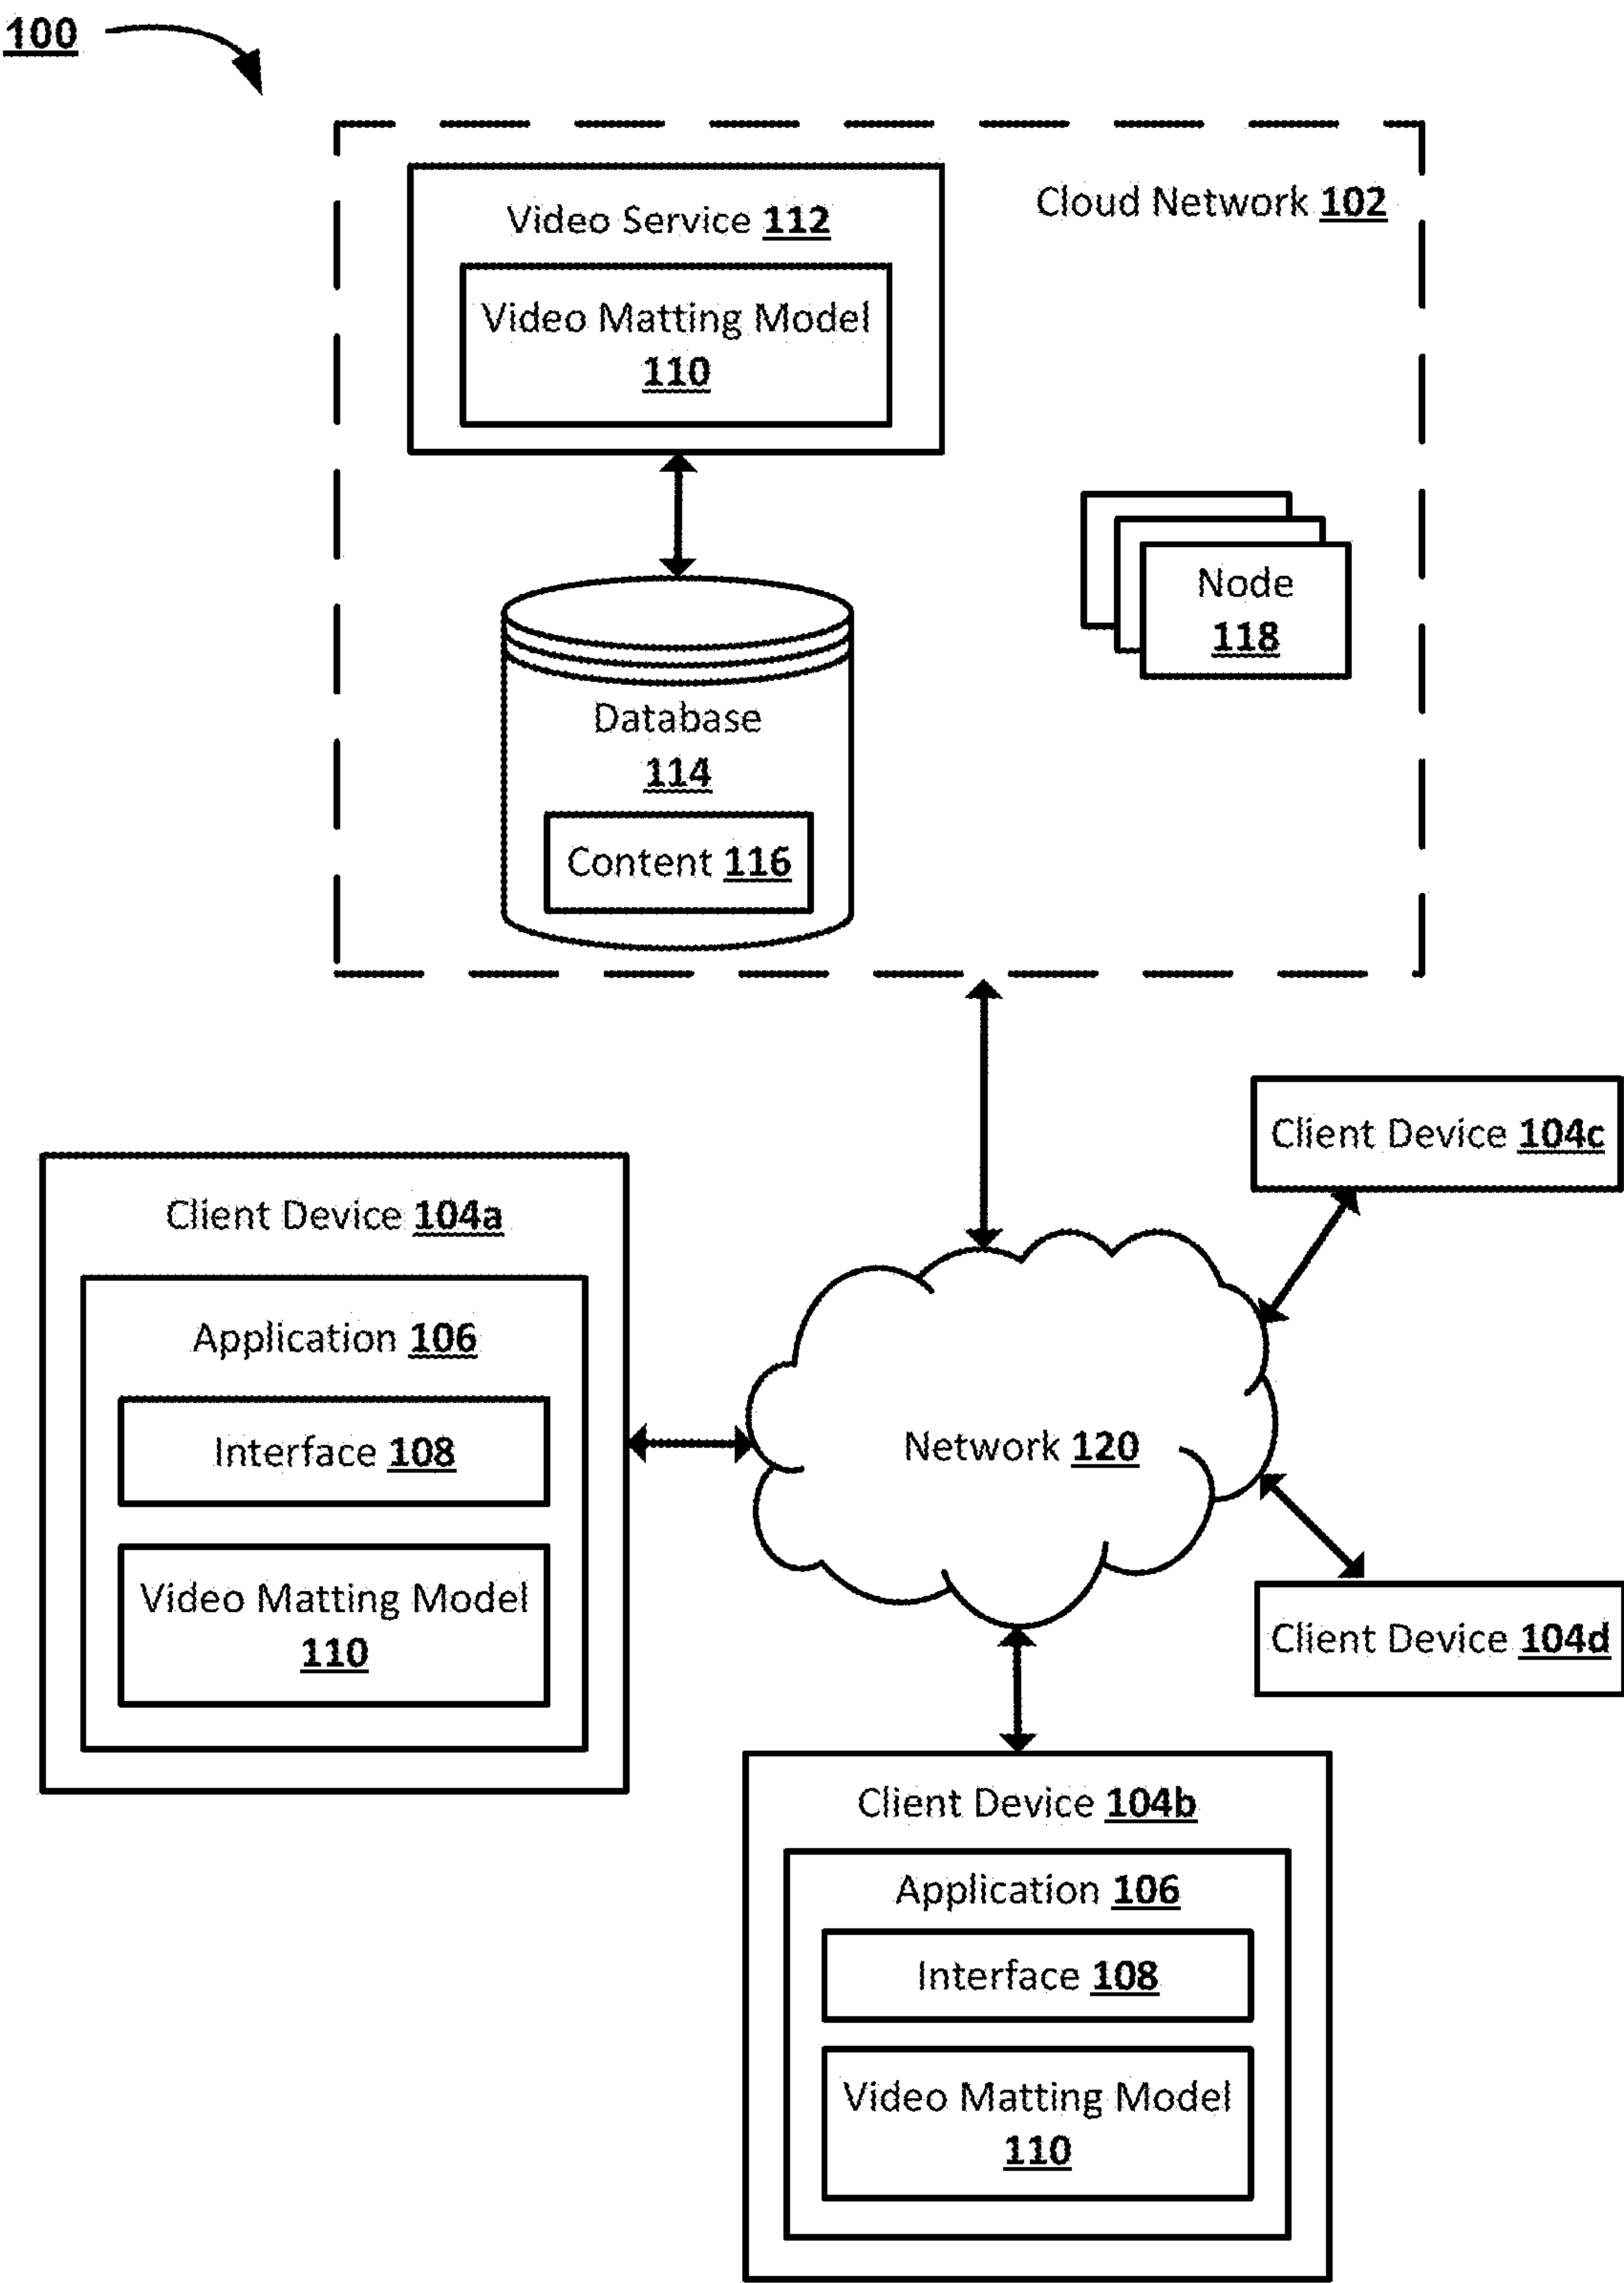 100
Cloud Network 102
Video Service 112
Video Matting Model
110
Node
118
Database
114
Content 116
Client Device 104c
Client Device 104a
Application 106
Interface 108
Video Matting Model
110
Network 120
Client Device 104d
Client Device 104b
Application 106
Interface 108
Video Matting Model
110